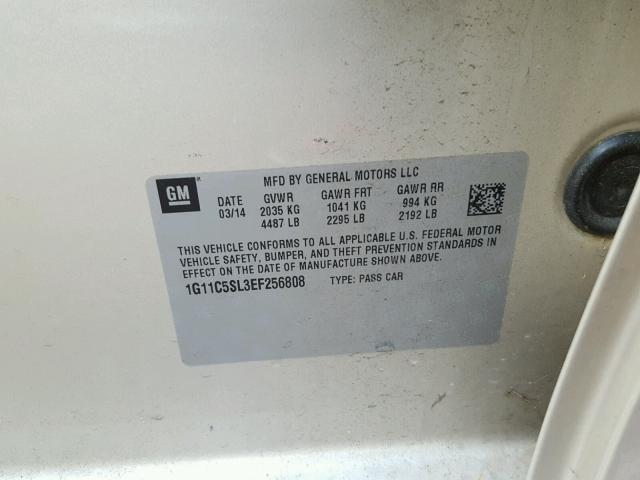 GM
MFD BY GENERAL MOTORS LLC
DATE GVWR GAWR FRT GAWR RR
03/14 2035 KG 1041 KG 994 KG
4487 LB 2295 LB 2192 LB
THIS VEHICLE CONFORMS TO ALL APPLICABLE U.S. FEDERAL MOTOR
VEHICLE SAFETY, BUMPER, AND THEFT PREVENTION STANDARDS IN
EFFECT ON THE DATE OF MANUFACTURE SHOWN ABOVE.
1G11C5SL3EF256808 TYPE: PASS CAR